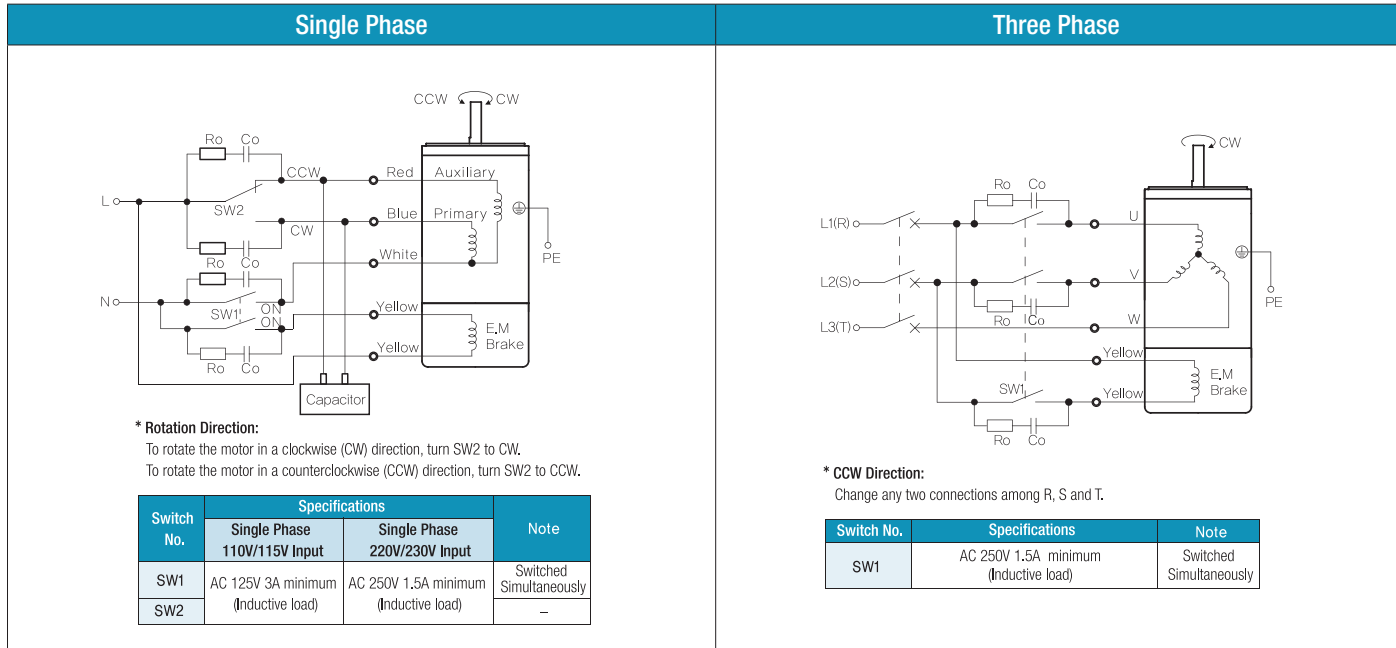 Single Phase
CCW CW
Ro Co
CCW Red Auxiliary
L
SW2
Blue Primary
CW
White
PE
Ro Co
N
SW1 ON
ON
Yellow
E.M
Brake
Yellow
Ro Co
Capacitor
* Rotation Direction:
To rotate the motor in a clockwise (CW) direction, turn SW2 to CW.
To rotate the motor in a counterclockwise (CCW) direction, turn SW2 to CCW.
Switch No. Specifications Note
Single Phase 110V/115V Input
Single Phase 220V/230V Input
SW1 AC 125V 3A minimum (Inductive load) AC 250V 1.5A minimum (Inductive load) Switched Simultaneously
SW2 –
Three Phase
CW
Ro Co
L1(R) U
L2(S) V
PE
Ro Co
L3(T) W
Yellow
E.M
Brake
SW1 Yellow
Ro Co
* CCW Direction:
Change any two connections among R, S and T.
Switch No. Specifications Note
SW1 AC 250V 1.5A minimum (Inductive load) Switched Simultaneously